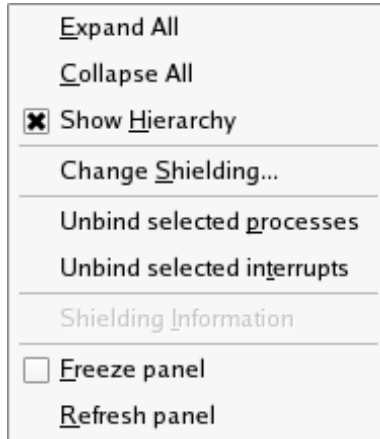 Expand All
Collapse All
Show Hierarchy
Change Shielding...
Unbind selected processes
Unbind selected interrupts
Shielding Information
Freeze panel
Refresh panel